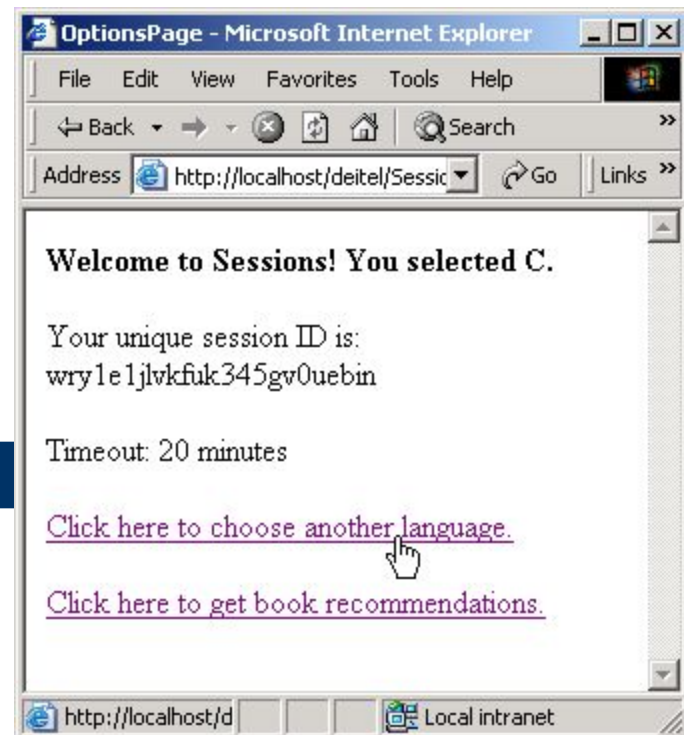 OptionsPage - Microsoft Internet Explorer
File Edit View Favorites Tools Help
Back Search »
Address http://localhost/deitel/Sessic Go Links »
Welcome to Sessions! You selected C.
Your unique session ID is:
wry1e1jlvkfuk345gv0uebin
Timeout: 20 minutes
Click here to choose another language.
Click here to get book recommendations.
http://localhost/d Local intranet